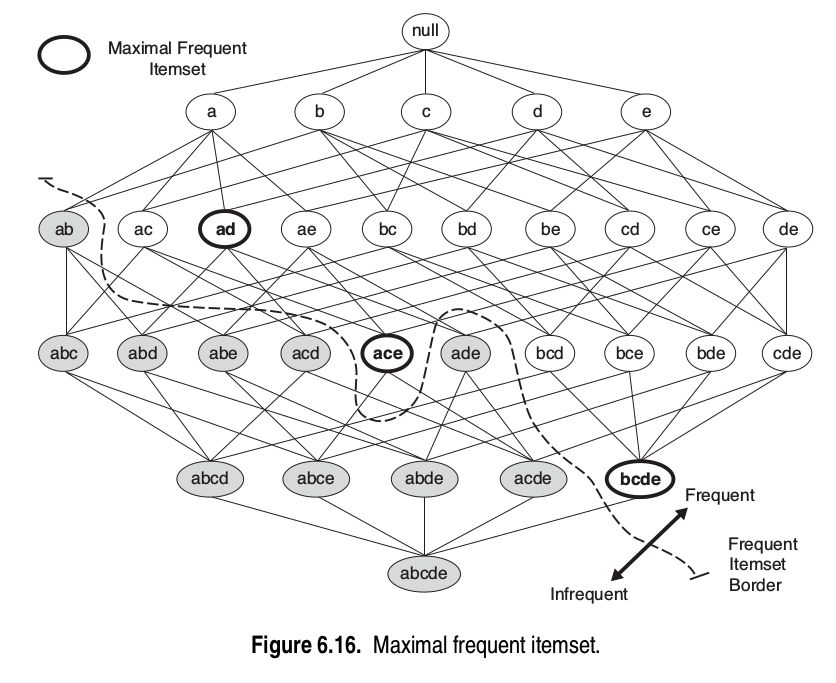 null
Maximal Frequent
Itemset
a b c d e
ab ac ad ae bc bd be cd ce de
abc abd abe acd ace ade bcd bce bde cde
abcd abce abde acde bcde
Frequent
Frequent
Itemset
Border
abcde
Infrequent
Figure 6.16. Maximal frequent itemset.